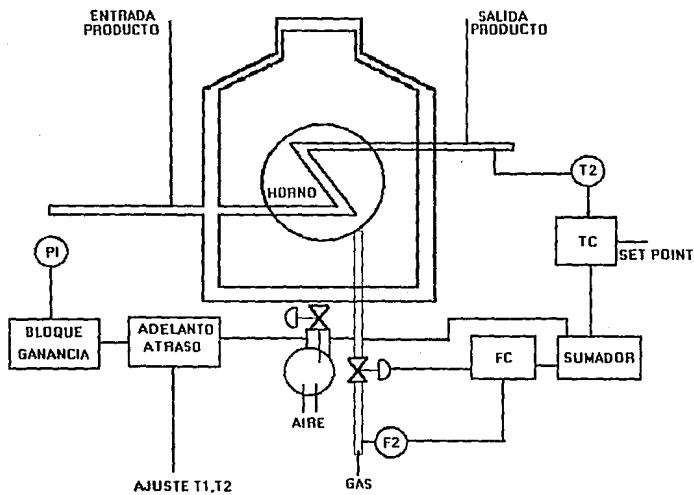 ENTRADA
PRODUCTO
SALIDA
PRODUCTO
HORNO
T2
TC
SET POINT
PI
BLOQUE
GANANCIA
ADELANTO
ATRASO
FC
SUMADOR
AIRE
F2
GAS
AJUSTE T1,T2